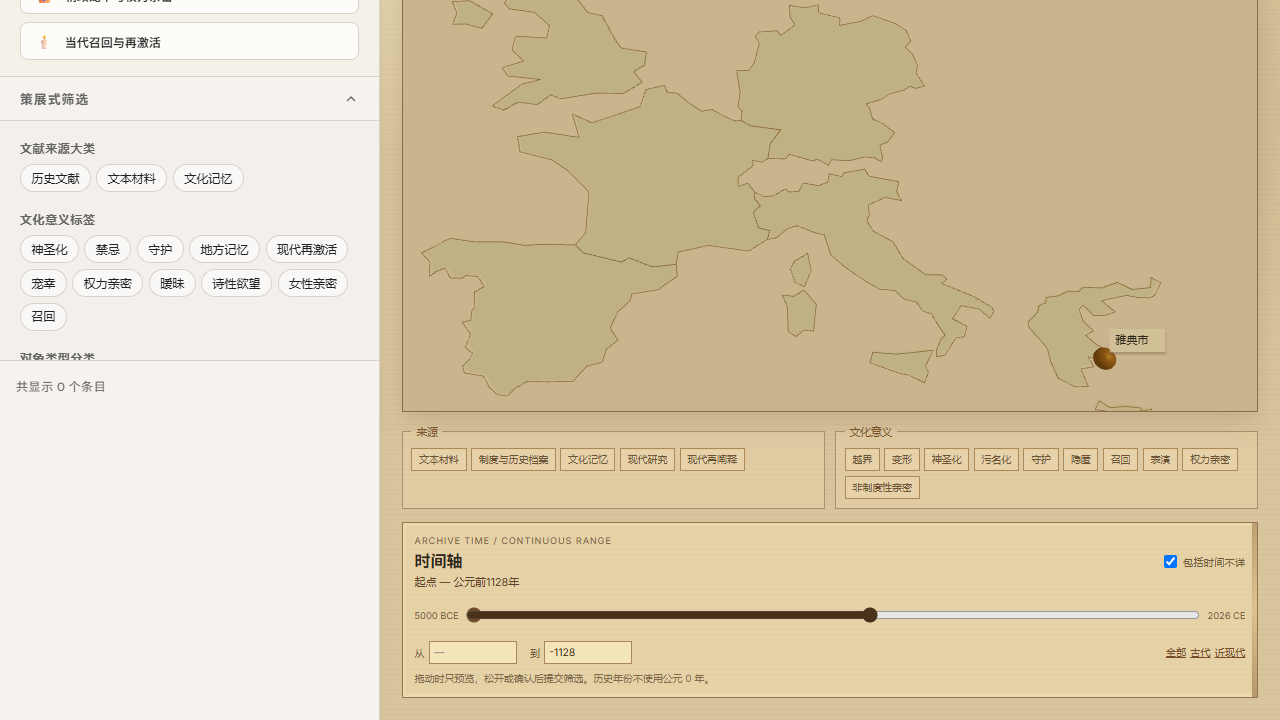 当代召回与再激活
策展式筛选
文献来源大类
历史文献 文本材料 文化记忆
文化意义标签
神圣化 禁忌 守护 地方记忆 现代再激活
宠幸 权力亲密 暧昧 诗性欲望 女性亲密
召回
共显示 0 个条目
雅典市
来源
文本材料 制度与历史档案 文化记忆 现代研究 现代再阐释
文化意义
越界 变形 神圣化 污名化 守护 隐匿 召回 表演 权力亲密
非制度性亲密
ARCHIVE TIME / CONTINUOUS RANGE
时间轴
包括时间不详
起点 — 公元前1128年
5000 BCE
2026 CE
从 — 到 -1128
全部 古代 近现代
拖动时只预览，松开或确认后提交筛选。历史年份不使用公元 0 年。